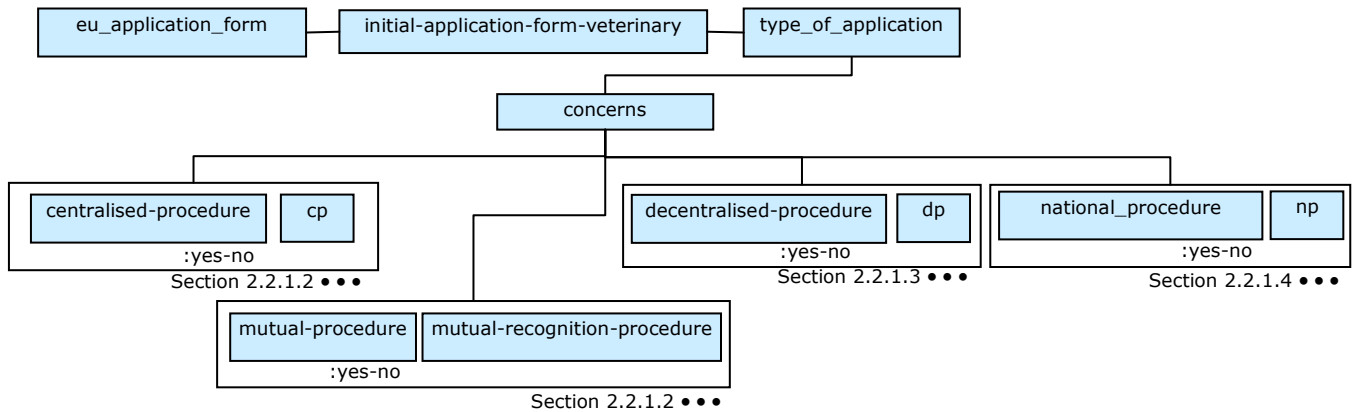 eu_application_form
initial-application-form-veterinary
type_of_application
concerns
centralised-procedure
cp
:yes-no
Section 2.2.1.2 •••
decentralised-procedure
dp
:yes-no
Section 2.2.1.3 •••
national_procedure
np
:yes-no
Section 2.2.1.4 •••
mutual-procedure
mutual-recognition-procedure
:yes-no
Section 2.2.1.2 •••